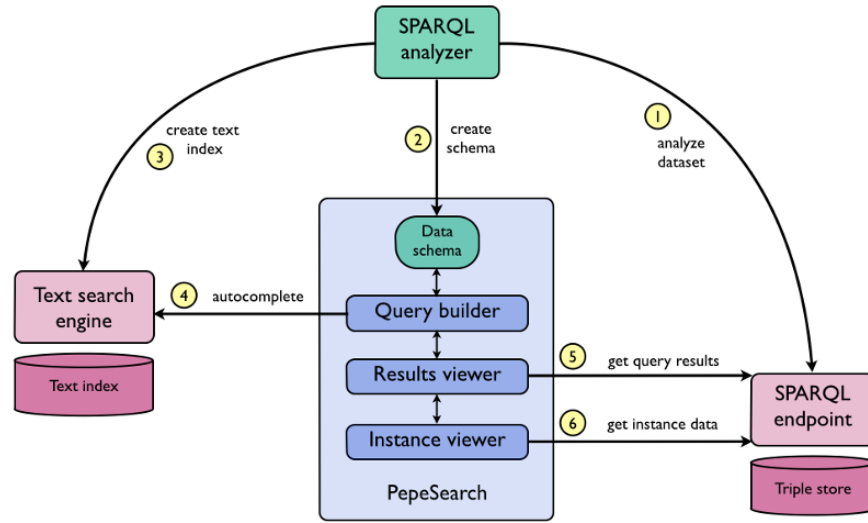 SPARQL
analyzer
1
analyze
dataset
2
create
schema
create text
index
3
Data
schema
Text search
engine
4
autocomplete
Query builder
Text index
Results viewer
5
get query results
SPARQL
endpoint
Instance viewer
6
get instance data
PepeSearch
Triple store